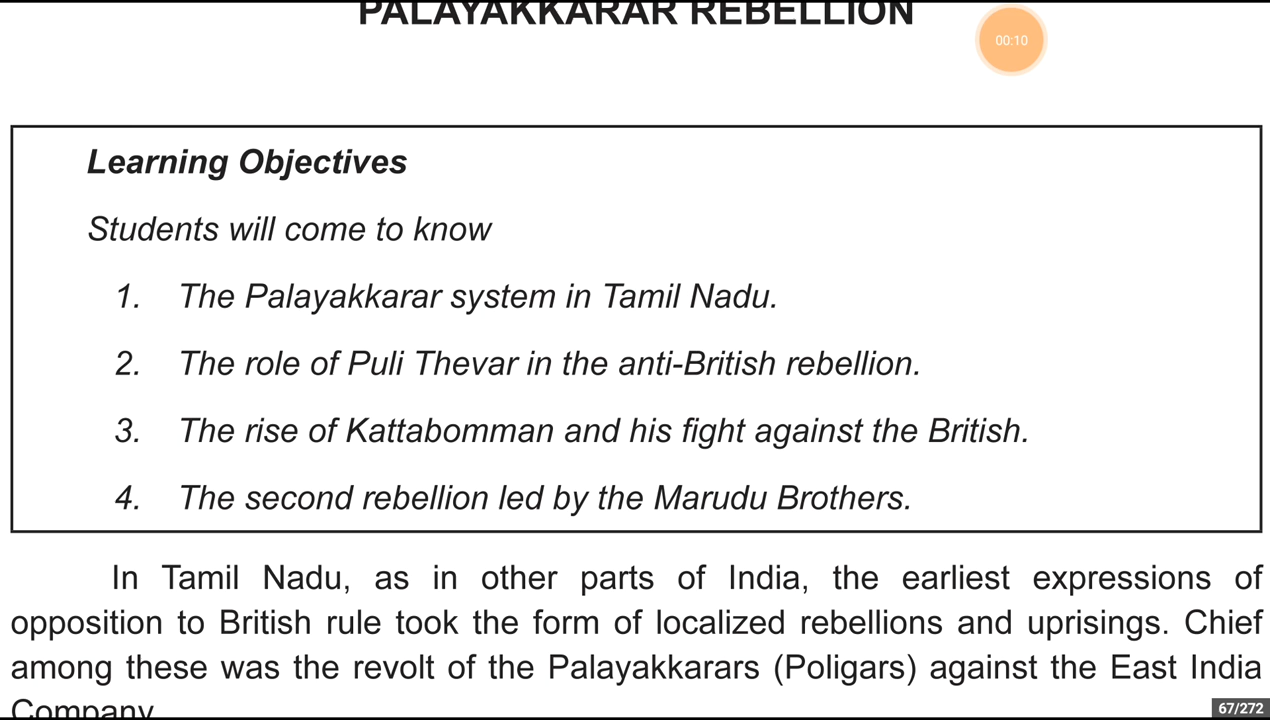 PALAYAKKARAR REBELLION
00:10
Learning Objectives
Students will come to know
1. The Palayakkarar system in Tamil Nadu.
2. The role of Puli Thevar in the anti-British rebellion.
3. The rise of Kattabomman and his fight against the British.
4. The second rebellion led by the Marudu Brothers.
In Tamil Nadu, as in other parts of India, the earliest expressions of
opposition to British rule took the form of localized rebellions and uprisings. Chief
among these was the revolt of the Palayakkarars (Poligars) against the East India
Company
67/272